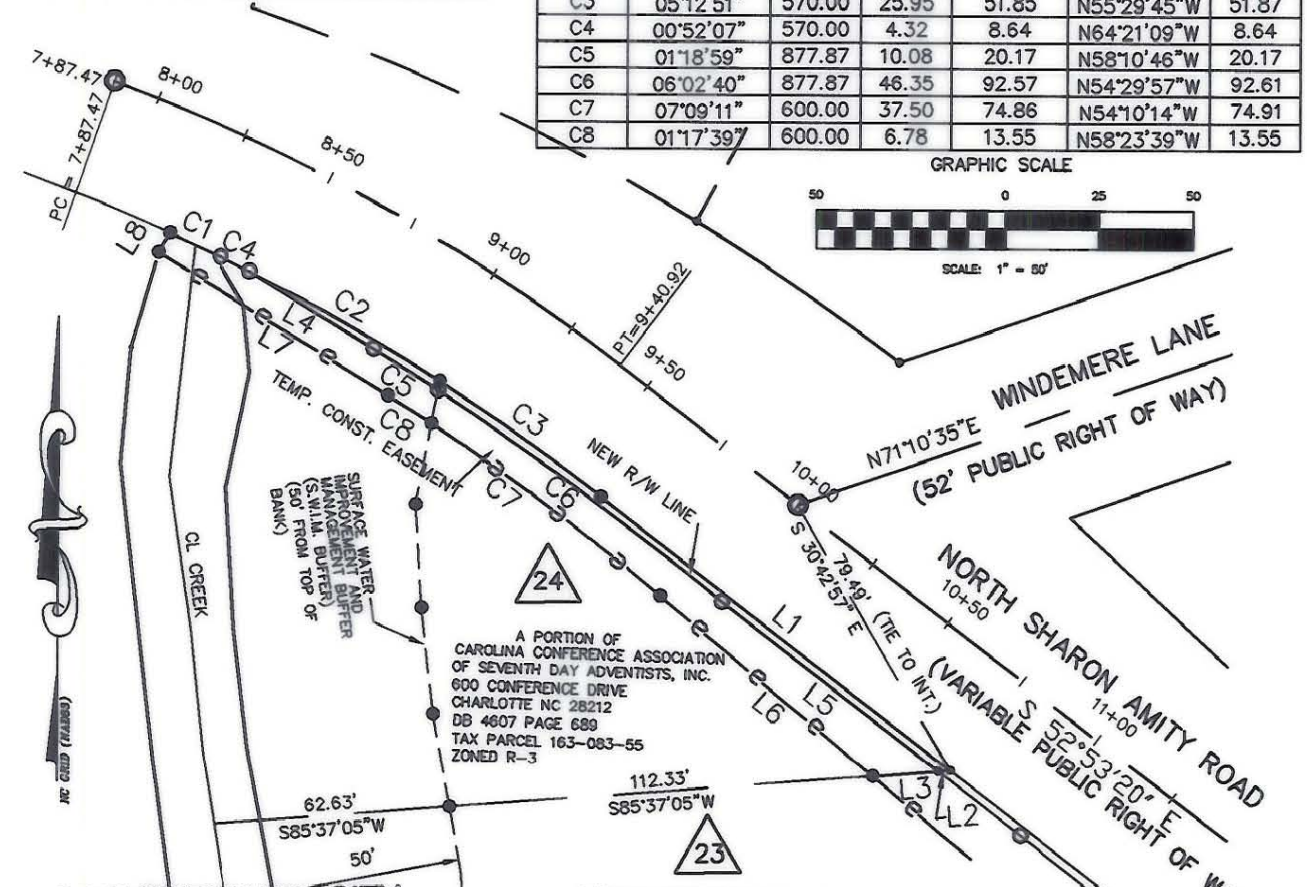 C3 05°12'51" 570.00 25.95 51.85 N55°29'45"W 51.87
C4 00°52'07" 570.00 4.32 8.64 N64°21'09"W 8.64
C5 01°18'59" 877.87 10.08 20.17 N58°10'46"W 20.17
C6 06°02'40" 877.87 46.35 92.57 N54°29'57"W 92.61
C7 07°09'11" 600.00 37.50 74.86 N54°10'14"W 74.91
C8 01°17'39" 600.00 6.78 13.55 N58°23'39"W 13.55
GRAPHIC SCALE
50 0 25 50
SCALE: 1" = 50'
7+87.47
8+00
PC = 7+87.47
8+50
9+00
PT=9+40.92
9+50
10+00
L8
C1
C4
C2
L4
L7
C5
C8
C3
C7
C6
TEMP. CONST. EASEMENT
NEW R/W LINE
N71°10'35"E
WINDEMERE LANE
(52' PUBLIC RIGHT OF WAY)
SURFACE WATER
IMPROVEMENT AND
MANAGEMENT BUFFER
(S.W.I.M. BUFFER)
(50' FROM TOP OF
BANK)
CL CREEK
24
A PORTION OF
CAROLINA CONFERENCE ASSOCIATION
OF SEVENTH DAY ADVENTISTS, INC.
600 CONFERENCE DRIVE
CHARLOTTE NC 28212
DB 4607 PAGE 689
TAX PARCEL 163-083-55
ZONED R-3
L1
L5
L6
S 30°42'57" E
79.49' (TIE TO INT.)
NORTH SHARON AMITY ROAD
10+50
11+00
(VARIABLE PUBLIC RIGHT OF W
S 52°53'20" E
NC GRID (NAD83)
62.63'
S85°37'05"W
112.33'
S85°37'05"W
L3
L2
50'
23